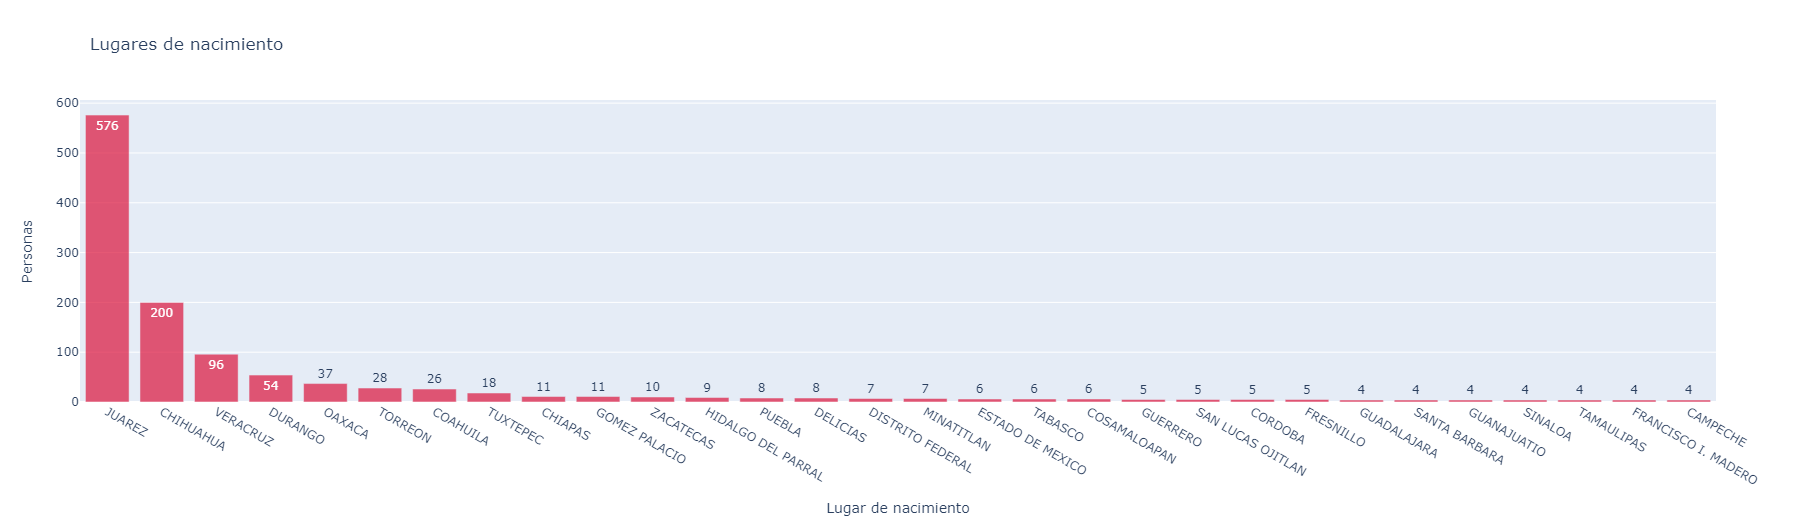 Lugares de nacimiento
Personas
600
500
400
300
200
100
0
576
200
96
54
37
28
26
18
11
11
10
9
8
8
7
7
6
6
6
5
5
5
5
4
4
4
4
4
4
4
JUAREZ
CHIHUAHUA
VERACRUZ
DURANGO
OAXACA
TORREON
COAHUILA
TUXTEPEC
CHIAPAS
GOMEZ PALACIO
ZACATECAS
HIDALGO DEL PARRAL
PUEBLA
DELICIAS
DISTRITO FEDERAL
MINATITLAN
ESTADO DE MEXICO
TABASCO
COSAMALOAPAN
GUERRERO
SAN LUCAS OJITLAN
CORDOBA
FRESNILLO
GUADALAJARA
SANTA BARBARA
GUANAJUATIO
SINALOA
TAMAULIPAS
FRANCISCO I. MADERO
CAMPECHE
Lugar de nacimiento